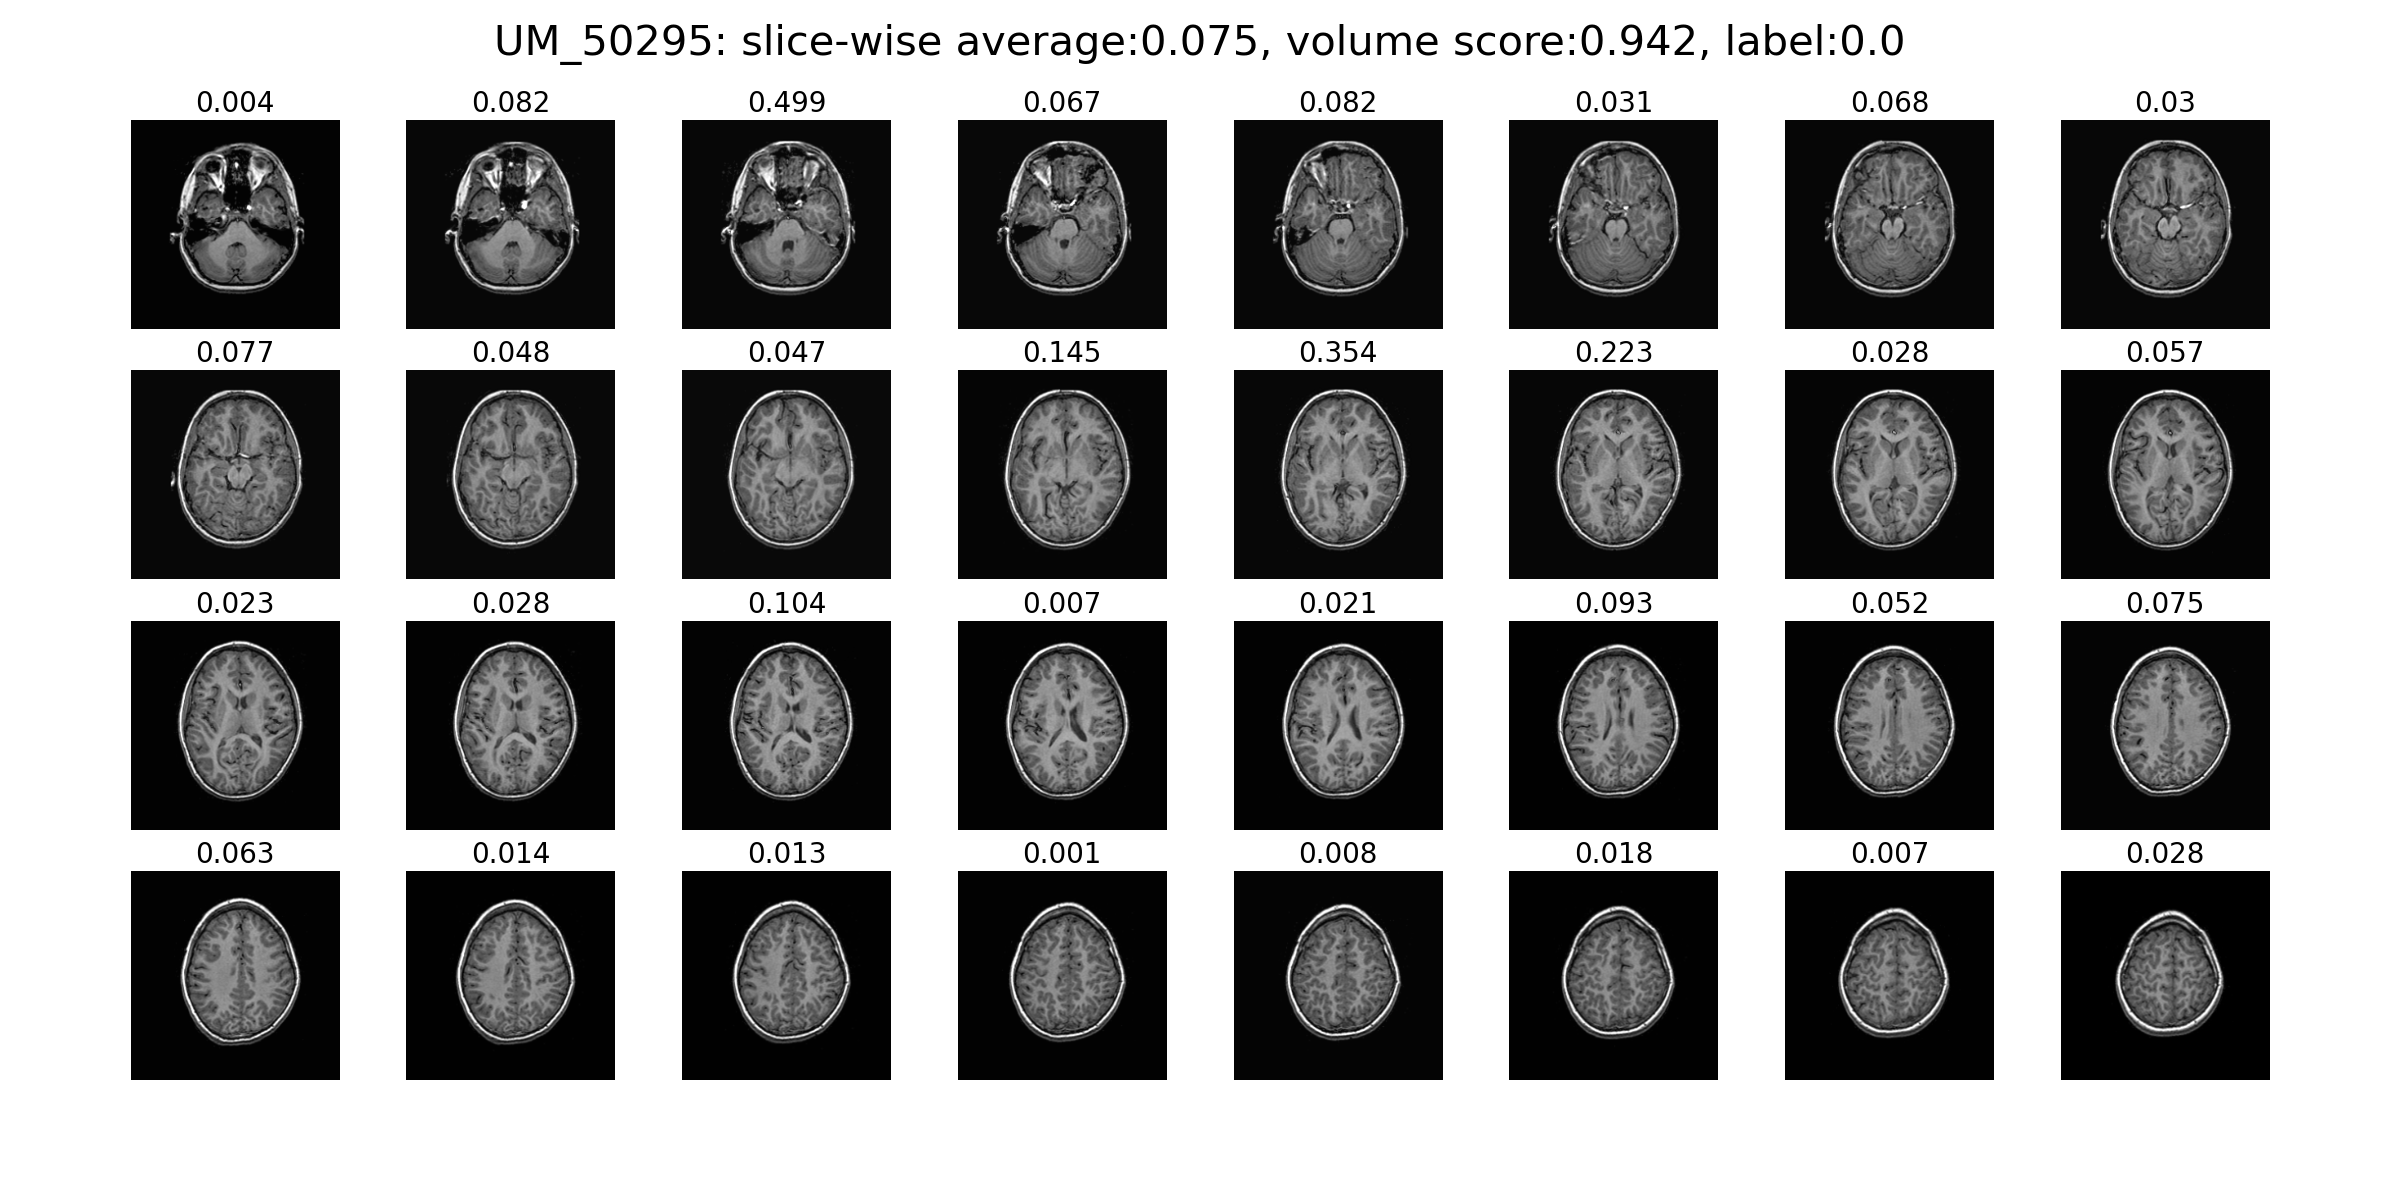 UM_50295: slice-wise average:0.075, volume score:0.942, label:0.0
0.004 0.082 0.499 0.067 0.082 0.031 0.068 0.03
0.077 0.048 0.047 0.145 0.354 0.223 0.028 0.057
0.023 0.028 0.104 0.007 0.021 0.093 0.052 0.075
0.063 0.014 0.013 0.001 0.008 0.018 0.007 0.028